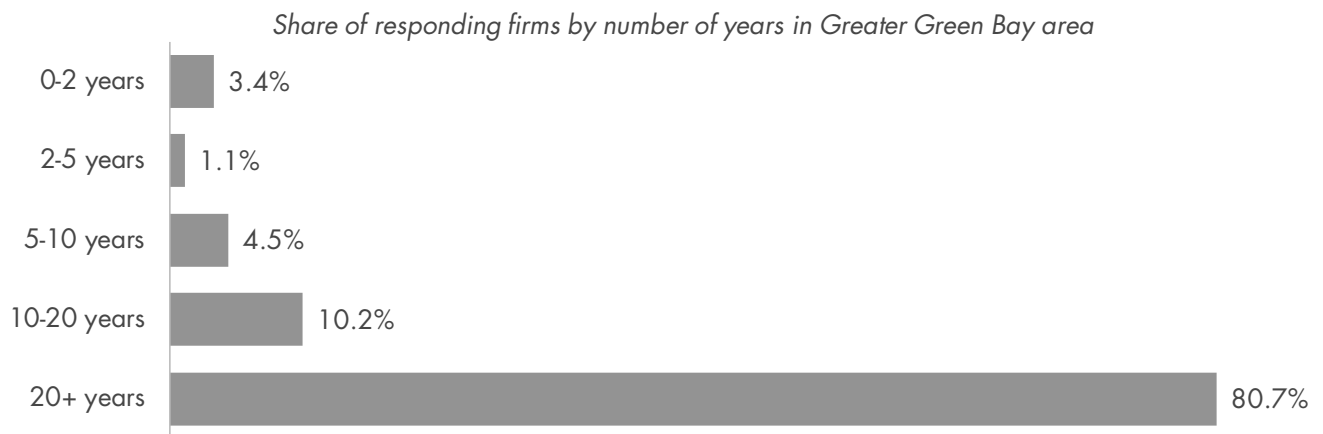 Share of responding firms by number of years in Greater Green Bay area
0-2 years 3.4%
2-5 years 1.1%
5-10 years 4.5%
10-20 years 10.2%
20+ years 80.7%